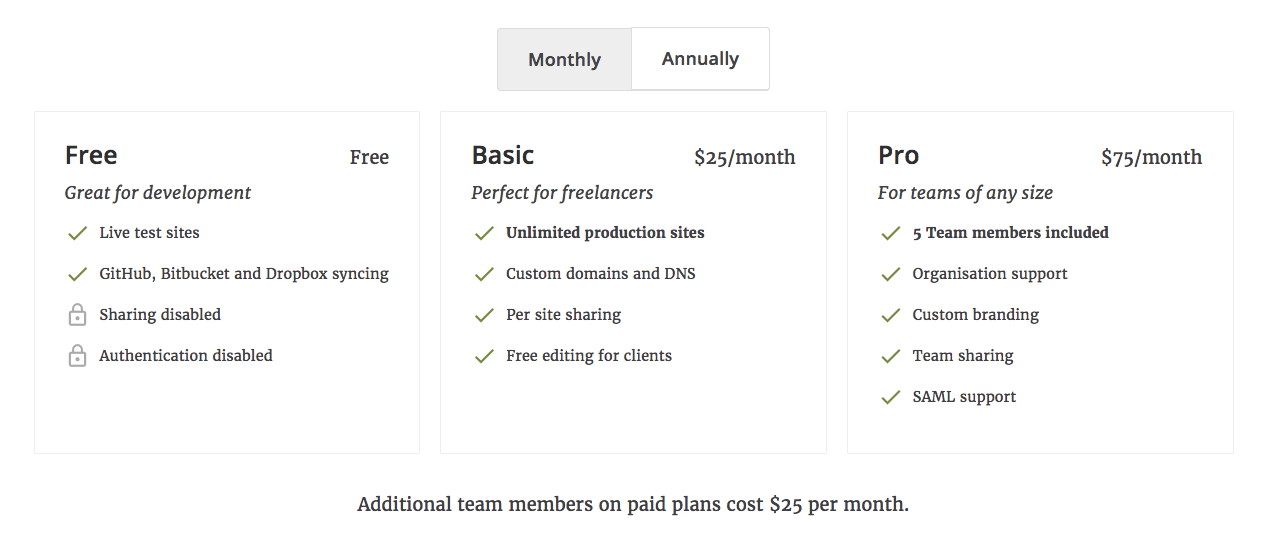 Monthly
Annually
Free
Free
Great for development
Live test sites
GitHub, Bitbucket and Dropbox syncing
Sharing disabled
Authentication disabled
Basic
$25/month
Perfect for freelancers
Unlimited production sites
Custom domains and DNS
Per site sharing
Free editing for clients
Pro
$75/month
For teams of any size
5 Team members included
Organisation support
Custom branding
Team sharing
SAML support
Additional team members on paid plans cost $25 per month.